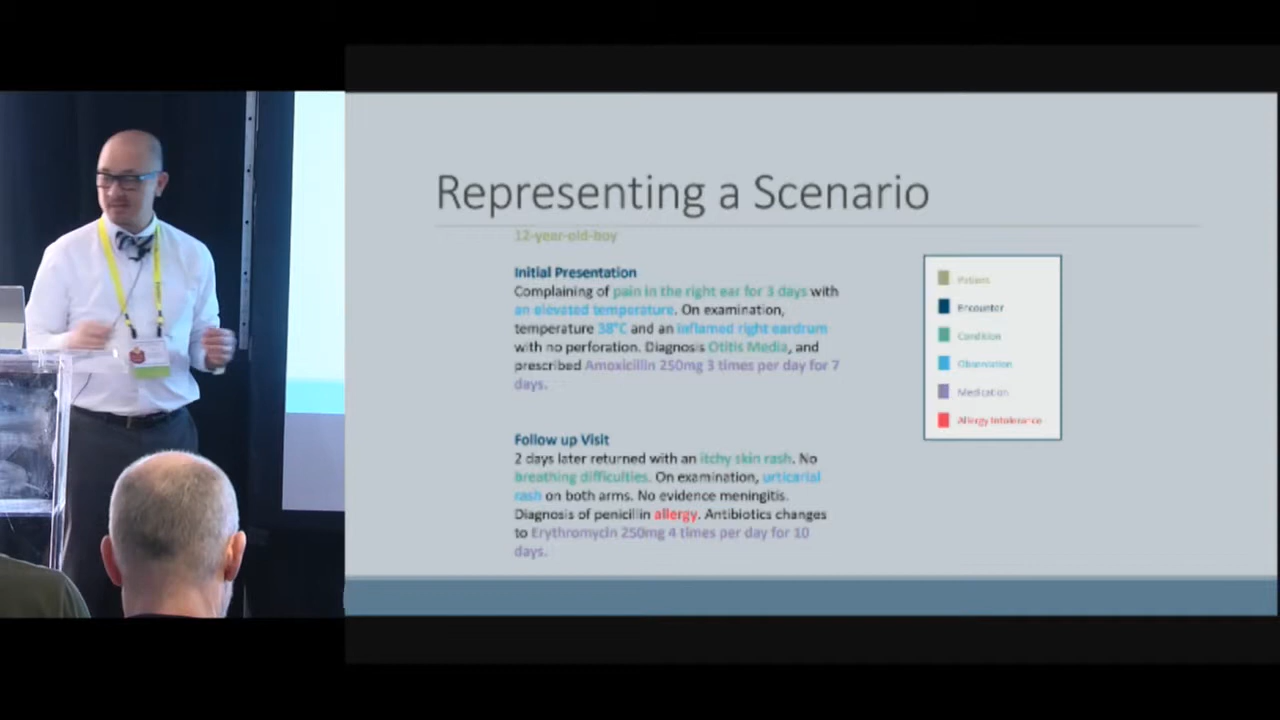 Representing a Scenario
12-year-old-boy
Initial Presentation
Complaining of pain in the right ear for 3 days with
an elevated temperature. On examination,
temperature 38°C and an inflamed right eardrum
with no perforation. Diagnosis Otitis Media, and
prescribed Amoxicillin 250mg 3 times per day for 7
days.
Follow up Visit
2 days later returned with an itchy skin rash. No
breathing difficulties. On examination, urticarial
rash on both arms. No evidence meningitis.
Diagnosis of penicillin allergy. Antibiotics changes
to Erythromycin 250mg 4 times per day for 10
days.
Patient
Encounter
Condition
Observation
Medication
Allergy Intolerance